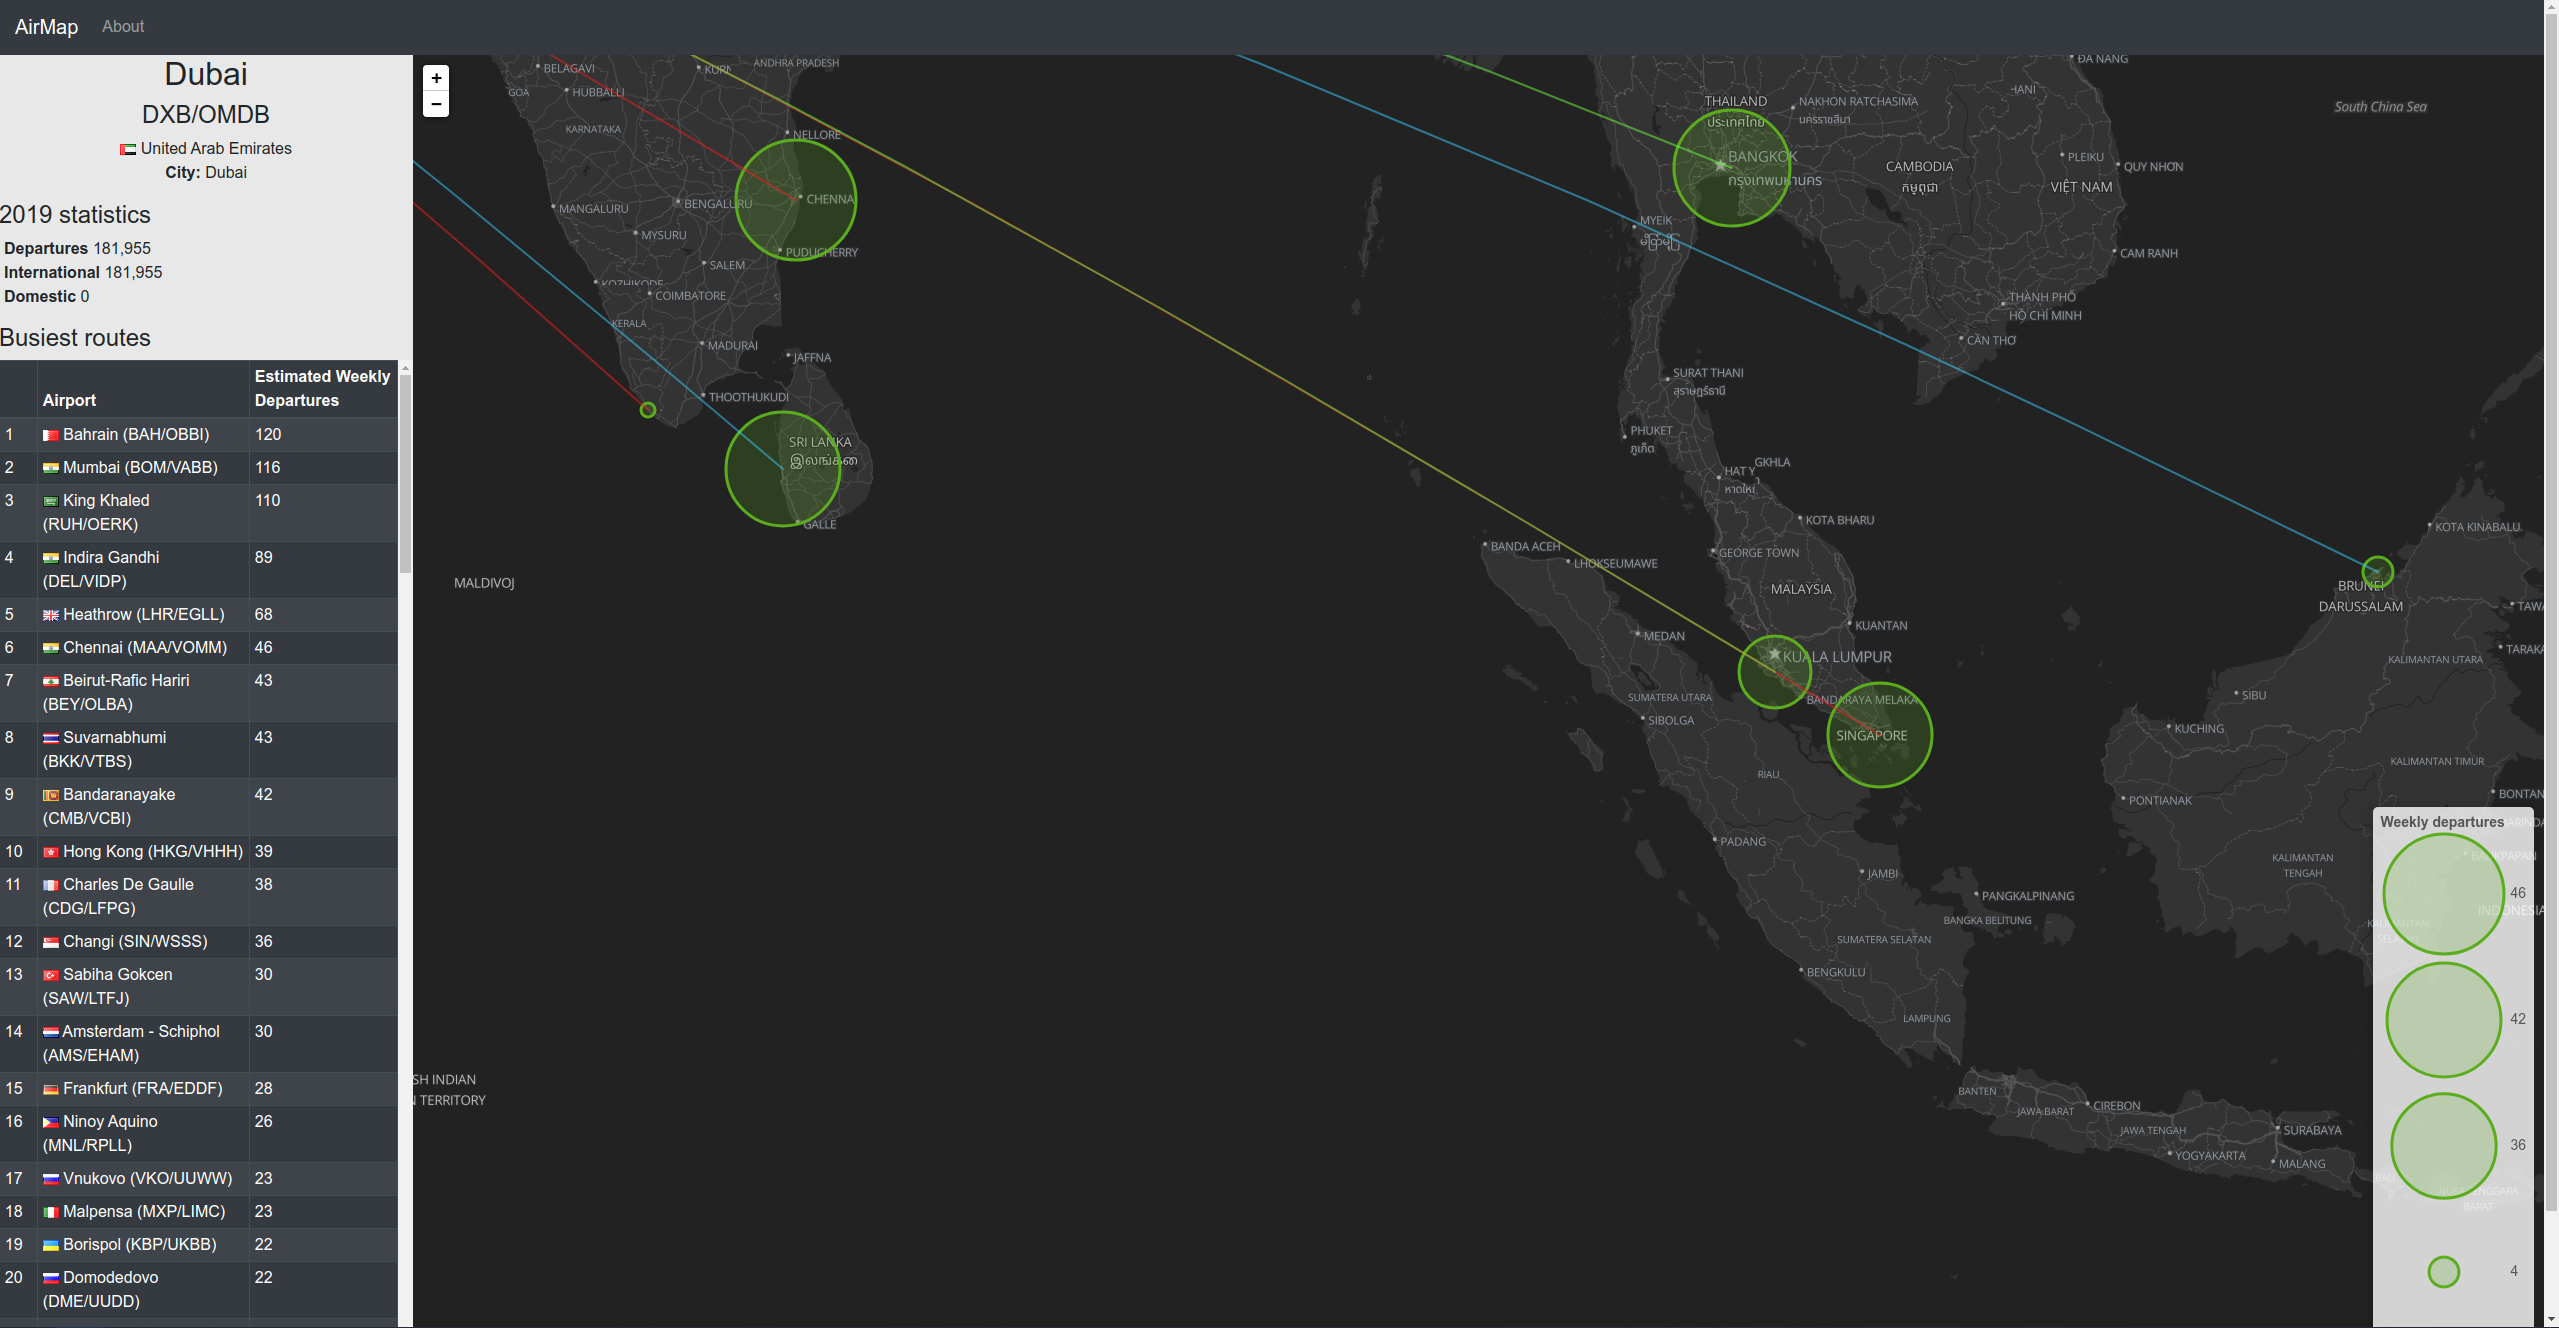 AirMap About
Dubai
DXB/OMDB
United Arab Emirates
City: Dubai
2019 statistics
Departures 181,955
International 181,955
Domestic 0
Busiest routes
Airport
Estimated Weekly
Departures
1 Bahrain (BAH/OBBI) 120
2 Mumbai (BOM/VABB) 116
3 King Khaled 110
(RUH/OERK)
4 Indira Gandhi 89
(DEL/VIDP)
5 Heathrow (LHR/EGLL) 68
6 Chennai (MAA/VOMM) 46
7 Beirut-Rafic Hariri 43
(BEY/OLBA)
8 Suvarnabhumi 43
(BKK/VTBS)
9 Bandaranayake 42
(CMB/VCBI)
10 Hong Kong (HKG/VHHH) 39
11 Charles De Gaulle 38
(CDG/LFPG)
12 Changi (SIN/WSSS) 36
13 Sabiha Gokcen 30
(SAW/LTFJ)
14 Amsterdam - Schiphol 30
(AMS/EHAM)
15 Frankfurt (FRA/EDDF) 28
16 Ninoy Aquino 26
(MNL/RPLL)
17 Vnukovo (VKO/UUWW) 23
18 Malpensa (MXP/LIMC) 23
19 Borispol (KBP/UKBB) 22
20 Domodedovo 22
(DME/UUDD)
+
−
BELAGAVI
KURN
ANDHRA PRADESH
GOA
HUBBALLI
KARNATAKA
NELLORE
MANGALURU
BENGALURU
CHENNA
MYSURU
PUDUCHERRY
SALEM
KOZHIKODE
COIMBATORE
KERALA
MADURAI
JAFFNA
THOOTHUKUDI
SRI LANKA
இலங்கை
GALLE
MALDIVOJ
SH INDIAN
TERRITORY
ĐA NANG
THAILAND
ประเทศไทย
NAKHON RATCHASIMA
นครราชสีมา
South China Sea
BANGKOK
กรุงเทพมหานคร
CAMBODIA
កម្ពុជា
PLEIKU
QUY NHƠN
VIỆT NAM
MYEIK
CAM RANH
THÀNH PHỐ
HỒ CHÍ MINH
CẦN THƠ
SURAT THANI
สุราษฎร์ธานี
PHUKET
ภูเก็ต
HAT Y
GKHLA
หาดใหญ่
KOTA BHARU
BANDA ACEH
LHOKSEUMAWE
GEORGE TOWN
MALAYSIA
KOTA KINABALU
BRUNEI
DARUSSALAM
TAWA
KUANTAN
MEDAN
KUALA LUMPUR
TARAKA
KALIMANTAN UTARA
SUMATERA UTARA
BANDARAYA MELAKA
SIBU
SIBOLGA
KUCHING
SINGAPORE
RIAU
KALIMANTAN TIMUR
PONTIANAK
BONTAN
PADANG
KALIMANTAN
TENGAH
JAMBI
PANGKALPINANG
BANGKA BELITUNG
SUMATERA SELATAN
BENGKULU
LAMPUNG
BANTEN
JAWA BARAT
CIREBON
JAWA TENGAH
SURABAYA
YOGYAKARTA
MALANG
Weekly departures
BALIKPAPAN
46
INDONESIA
42
36
BALI
NUSA TENGGARA
BARAT
4